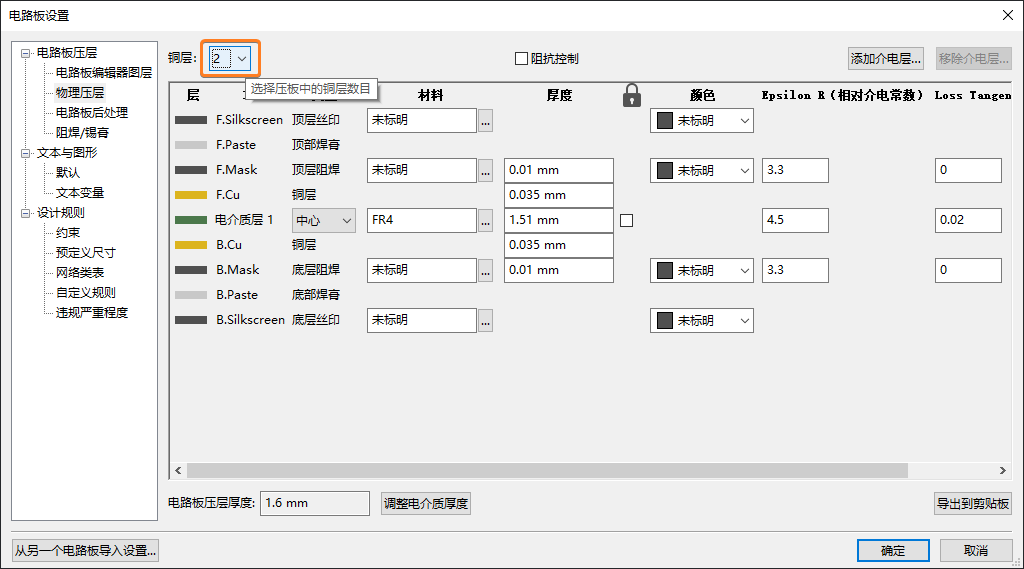 电路板设置
电路板压层
电路板编辑器图层
物理压层
电路板后处理
阻焊/锡膏
文本与图形
默认
文本变量
设计规则
约束
预定义尺寸
网络类表
自定义规则
违规严重程度
铜层: 2 阻抗控制 添加介电层... 移除介电层...
选择压板中的铜层数目
层 材料 厚度 颜色 Epsilon R（相对介电常数） Loss Tangen
F.Silkscreen 顶层丝印 未标明 ... 未标明
F.Paste 顶部焊膏
F.Mask 顶层阻焊 未标明 ... 0.01 mm 未标明 3.3 0
F.Cu 铜层 0.035 mm
电介质层 1 中心 FR4 ... 1.51 mm 4.5 0.02
B.Cu 铜层 0.035 mm
B.Mask 底层阻焊 未标明 ... 0.01 mm 未标明 3.3 0
B.Paste 底部焊膏
B.Silkscreen 底层丝印 未标明 ... 未标明
电路板压层厚度: 1.6 mm 调整电介质厚度 导出到剪贴板
从另一个电路板导入设置... 确定 取消